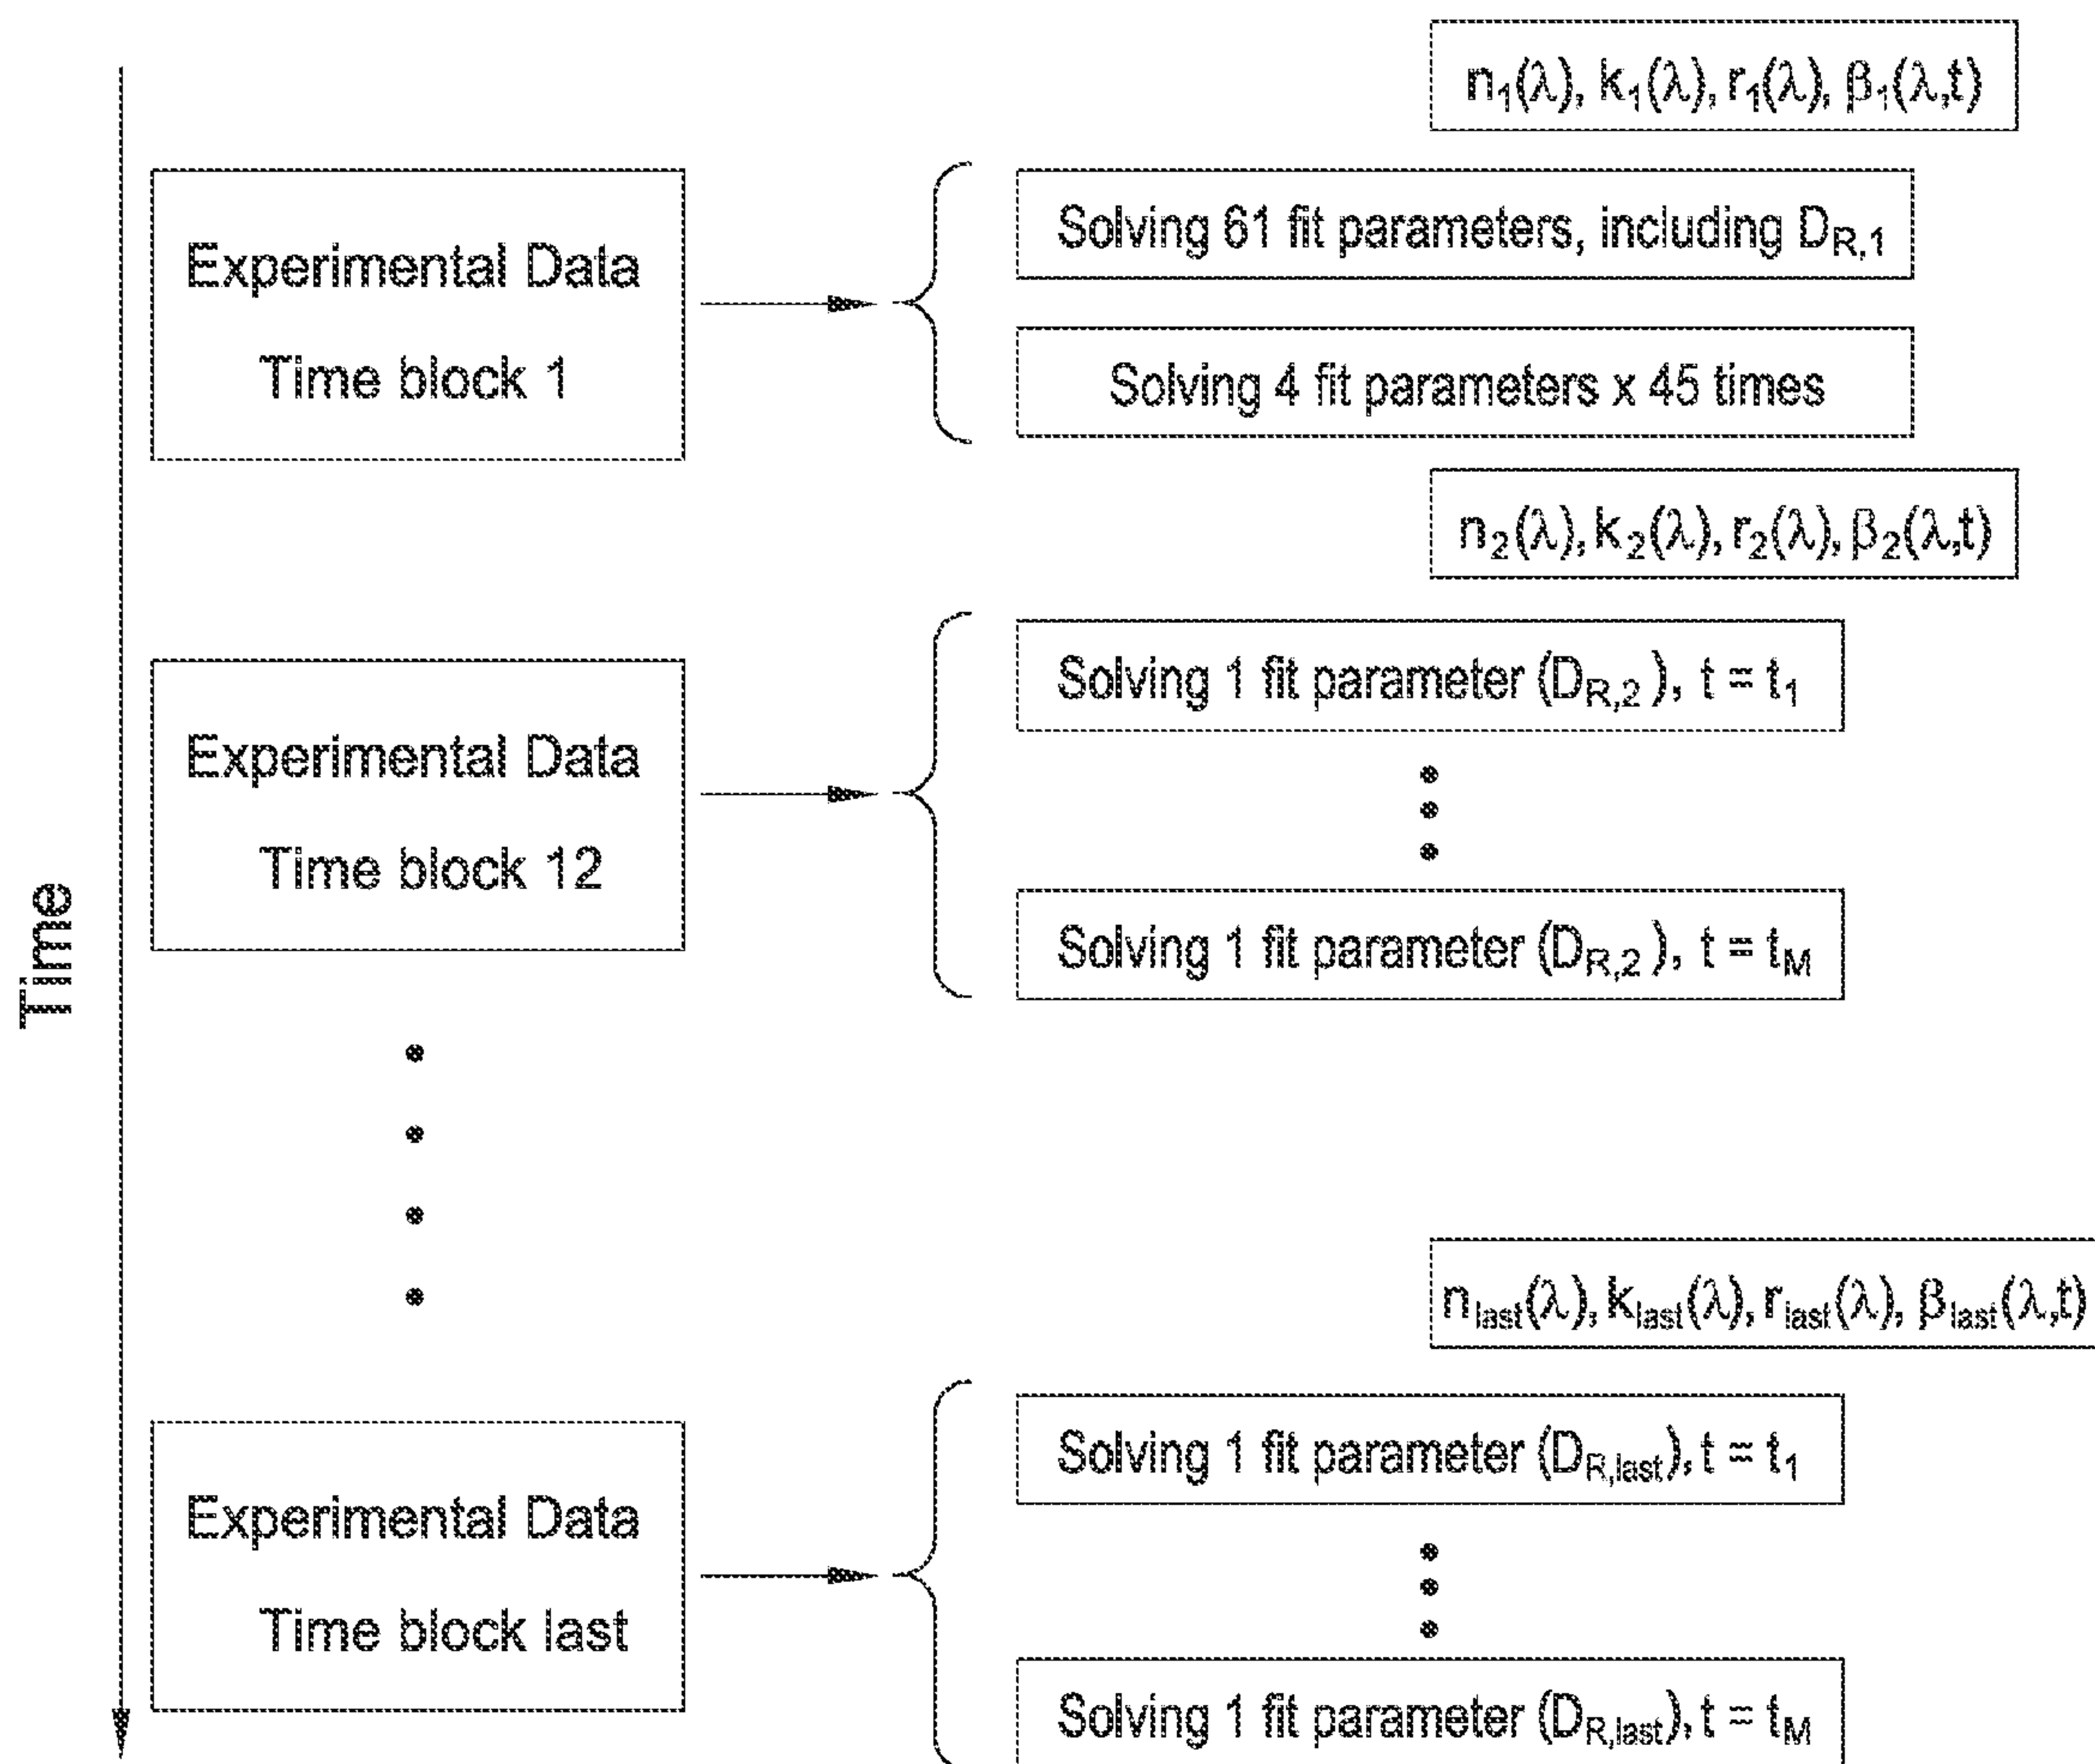 n₁(λ), k₁(λ), r₁(λ), β₁(λ,t)
Experimental Data
Time block 1
Solving 61 fit parameters, including D_R,1
Solving 4 fit parameters x 45 times
n₂(λ), k₂(λ), r₂(λ), β₂(λ,t)
Experimental Data
Time block 12
Solving 1 fit parameter (D_R,2), t = t₁
Solving 1 fit parameter (D_R,2), t = t_M
Time
n_last(λ), k_last(λ), r_last(λ), β_last(λ,t)
Experimental Data
Time block last
Solving 1 fit parameter (D_R,last), t = t₁
Solving 1 fit parameter (D_R,last), t = t_M